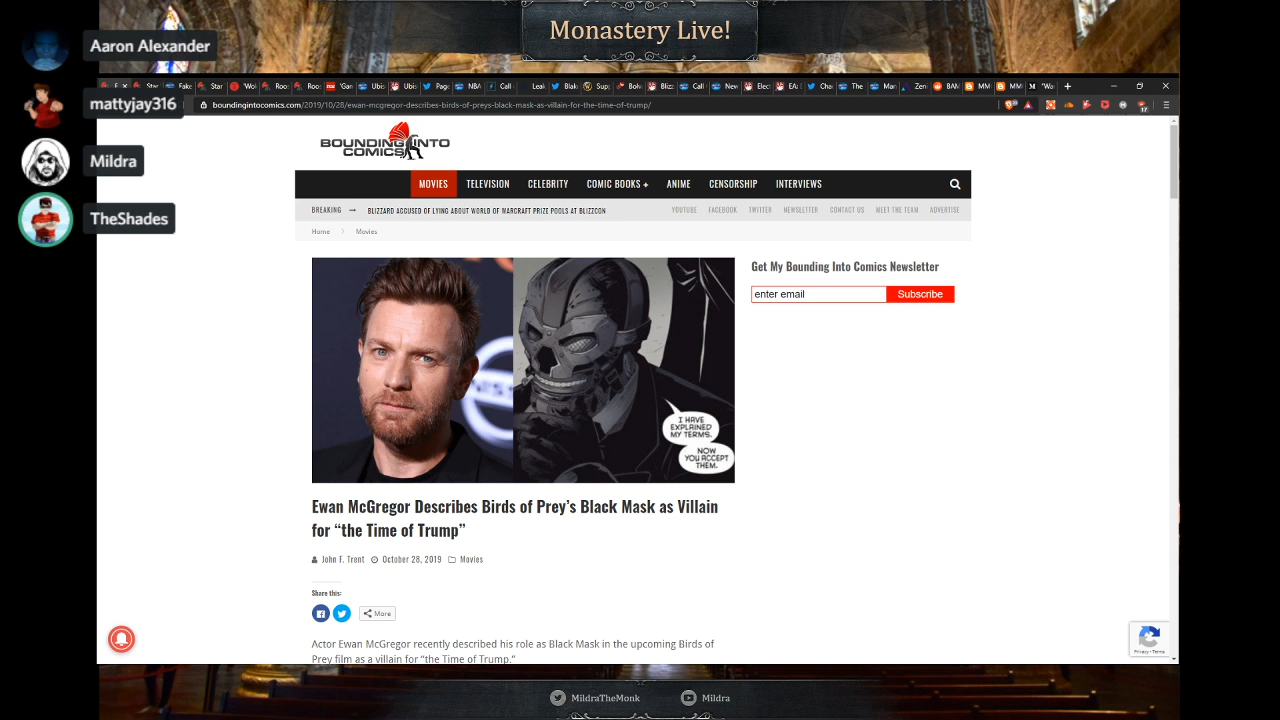 Monastery Live!
Aaron Alexander
mattyjay316
Mildra
TheShades
boundingintocomics.com/2019/10/28/ewan-mcgregor-describes-birds-of-preys-black-mask-as-villain-for-the-time-of-trump/
BOUNDING INTO
COMICS
MOVIES TELEVISION CELEBRITY COMIC BOOKS + ANIME CENSORSHIP INTERVIEWS
BREAKING → BLIZZARD ACCUSED OF LYING ABOUT WORLD OF WARCRAFT PRIZE POOLS AT BLIZZCON YOUTUBE FACEBOOK TWITTER NEWSLETTER CONTACT US MEET THE TEAM ADVERTISE
Home > Movies
Get My Bounding Into Comics Newsletter
enter email Subscribe
I HAVE
EXPLAINED
MY TERMS.
NOW
YOU ACCEPT
THEM.
Ewan McGregor Describes Birds of Prey's Black Mask as Villain
for “the Time of Trump”
John F. Trent October 28, 2019 Movies
Share this:
More
Actor Ewan McGregor recently described his role as Black Mask in the upcoming Birds of
Prey film as a villain for “the Time of Trump.”
Privacy - Terms
MildraTheMonk Mildra